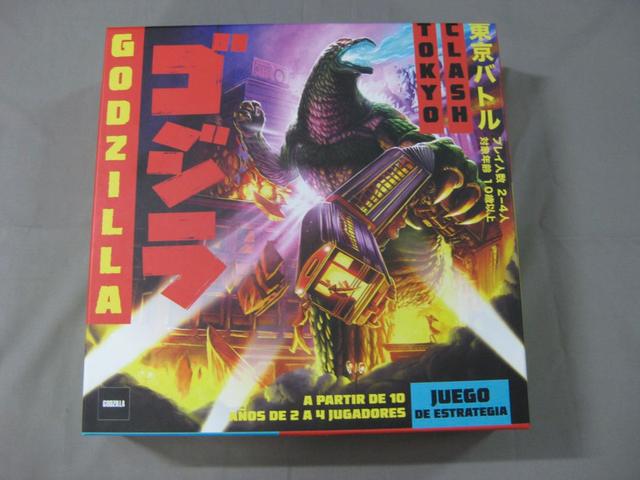 GODZILLA
ゴジラ
TOKYO
CLASH
東京バトル
プレイ人数 2-4人
対象年齢 10歳以上
GODZILLA
A PARTIR DE 10
AÑOS DE 2 A 4 JUGADORES
JUEGO
DE ESTRATEGIA